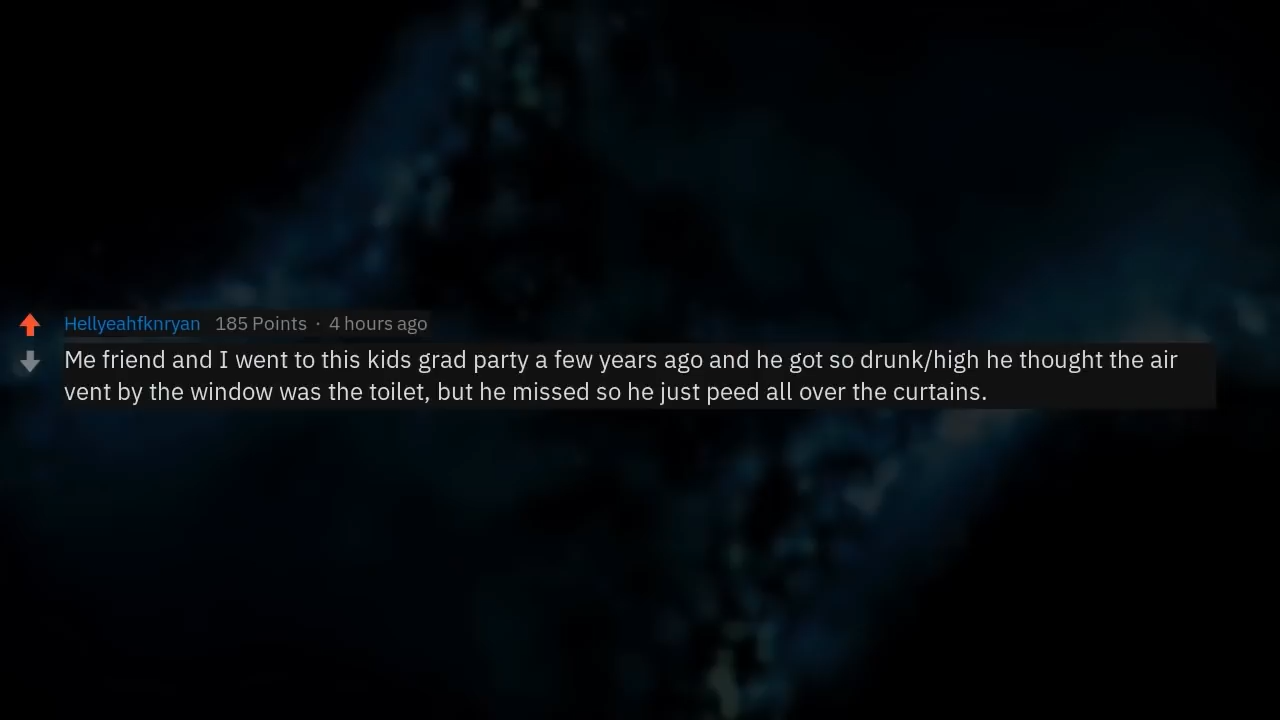 Hellyeahfknryan 185 Points · 4 hours ago
Me friend and I went to this kids grad party a few years ago and he got so drunk/high he thought the air
vent by the window was the toilet, but he missed so he just peed all over the curtains.